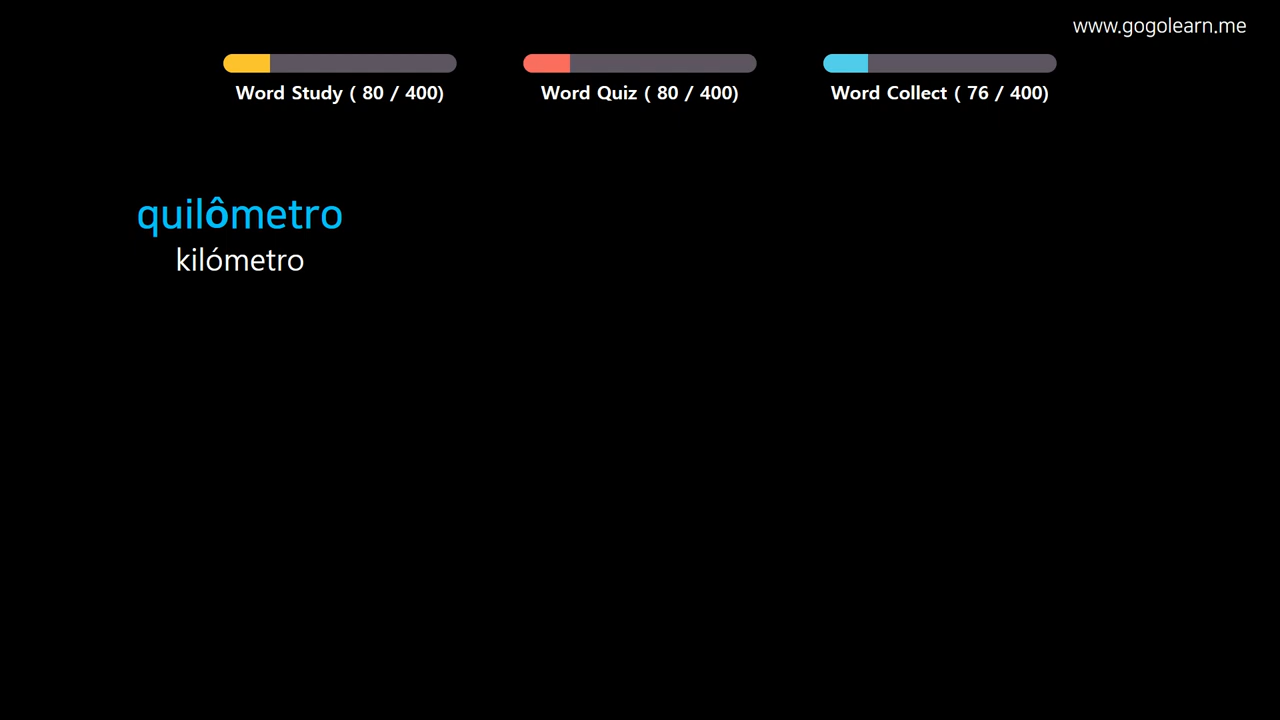 www.gogolearn.me
Word Study ( 80 / 400)
Word Quiz ( 80 / 400)
Word Collect ( 76 / 400)
quilômetro
kilómetro